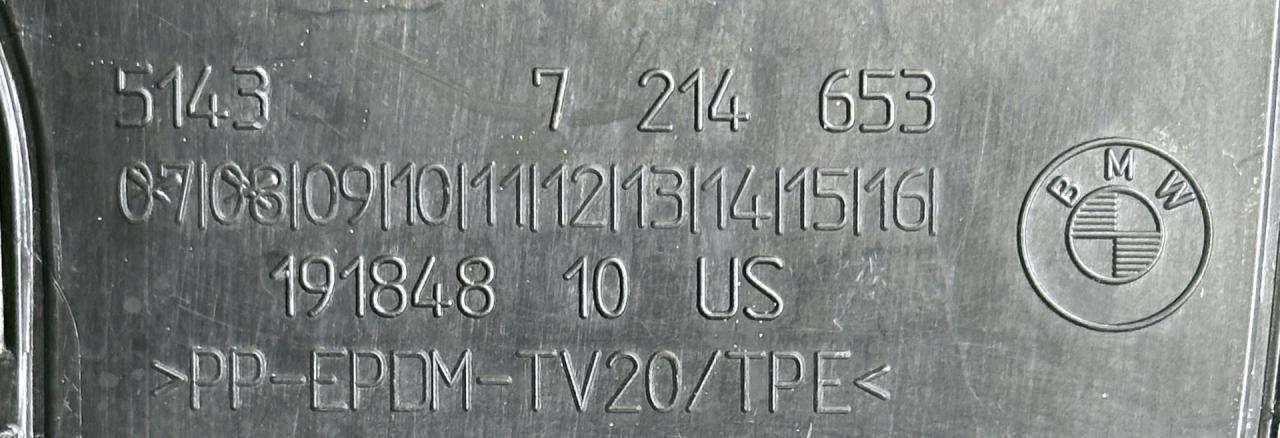 5143 7 214 653
07|08|09|10|11|12|13|14|15|16|
191848 10 US
>PP-EPDM-TV20/TPE<
BMW